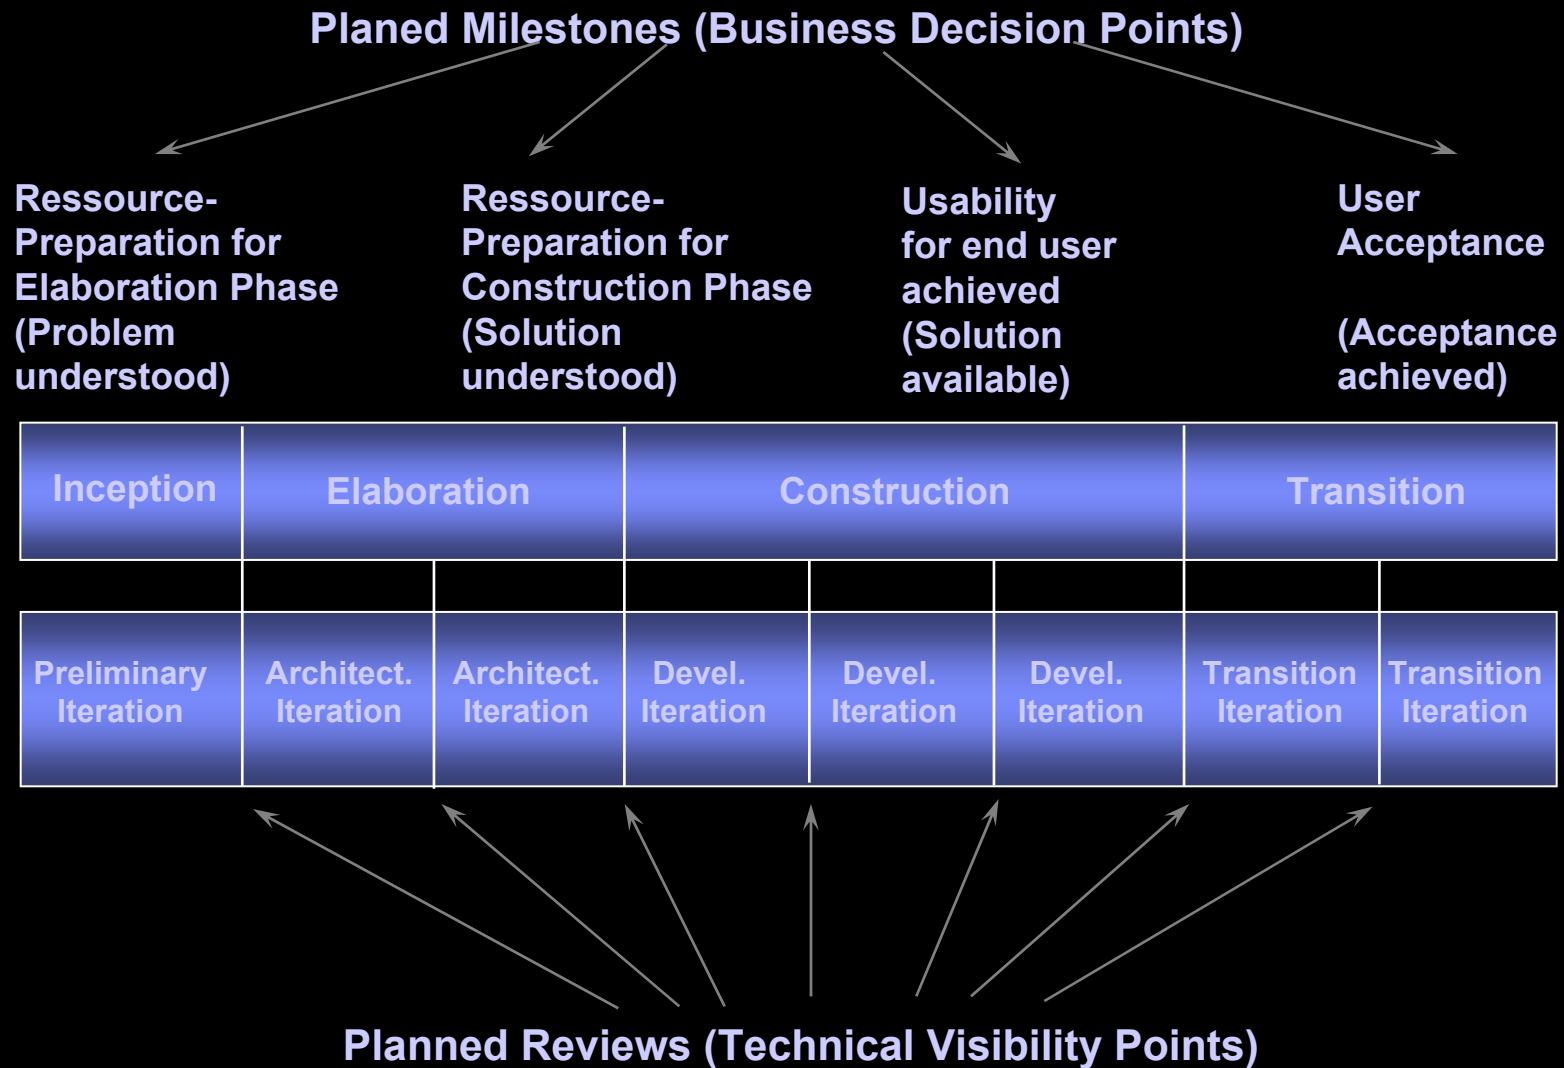 Planed Milestones (Business Decision Points)
Ressource-
Preparation for
Elaboration Phase
(Problem
understood)
Ressource-
Preparation for
Construction Phase
(Solution
understood)
Usability
for end user
achieved
(Solution
available)
User
Acceptance
(Acceptance
achieved)
Inception
Elaboration
Construction
Transition
Preliminary
Iteration
Architect.
Iteration
Architect.
Iteration
Devel.
Iteration
Devel.
Iteration
Devel.
Iteration
Transition
Iteration
Transition
Iteration
Planned Reviews (Technical Visibility Points)